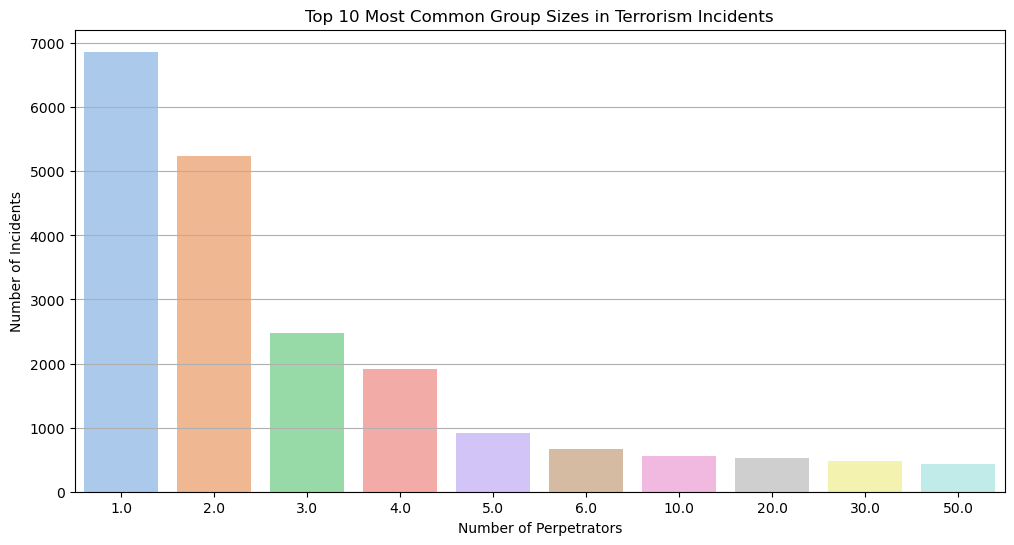 Top 10 Most Common Group Sizes in Terrorism Incidents
Number of Incidents
7000
6000
5000
4000
3000
2000
1000
0
1.0 2.0 3.0 4.0 5.0 6.0 10.0 20.0 30.0 50.0
Number of Perpetrators